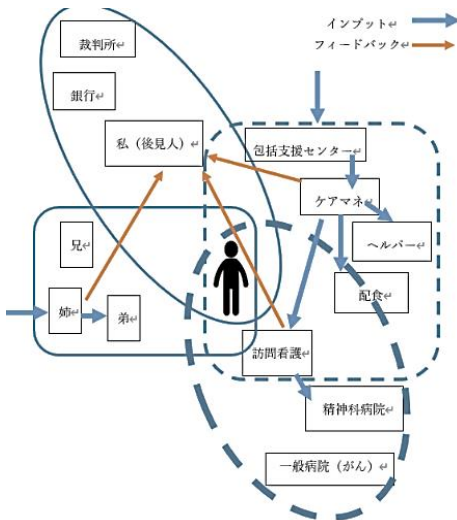 インプット
フィードバック
裁判所
銀行
私（後見人）
包括支援センター
ケアマネ
ヘルパー
兄
配食
姉
弟
訪問看護
精神科病院
一般病院（がん）